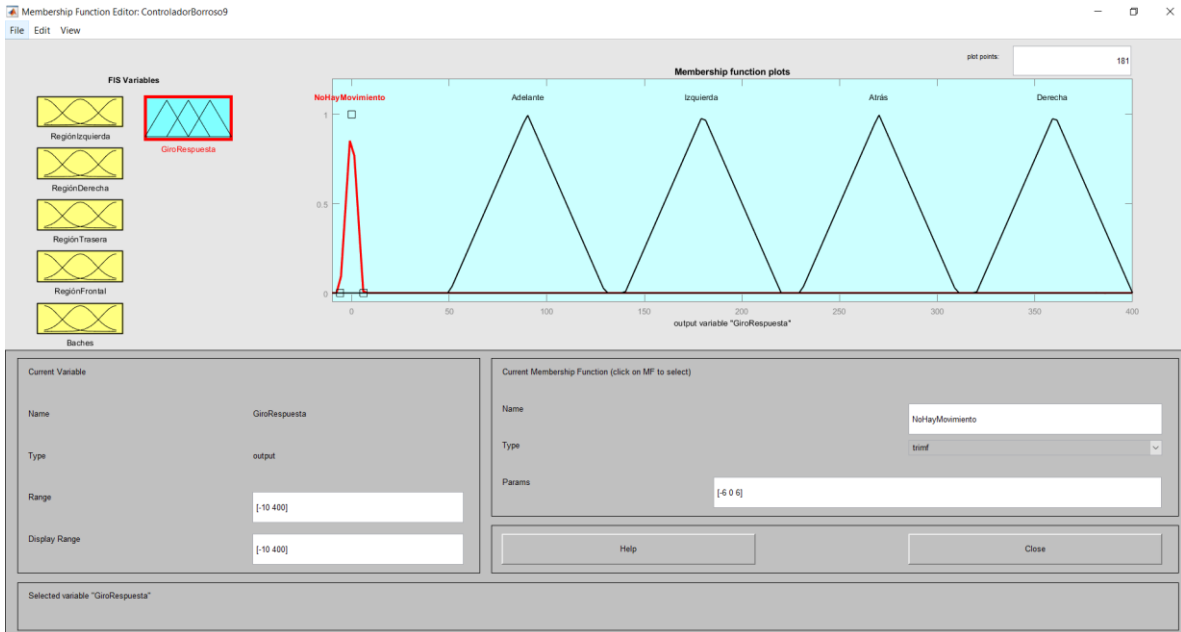 Membership Function Editor: ControladorBorroso9
File Edit View
FIS Variables
RegiónIzquierda
GiroRespuesta
RegiónDerecha
RegiónTrasera
RegiónFrontal
Baches
plot points:
181
Membership function plots
NoHayMovimiento
Adelante
Izquierda
Atrás
Derecha
1
0.5
0
0 50 100 150 200 250 300 350 400
output variable "GiroRespuesta"
Current Variable
Name GiroRespuesta
Type output
Range [-10 400]
Display Range [-10 400]
Current Membership Function (click on MF to select)
Name NoHayMovimiento
Type trimf
Params [-6 0 6]
Help Close
Selected variable "GiroRespuesta"